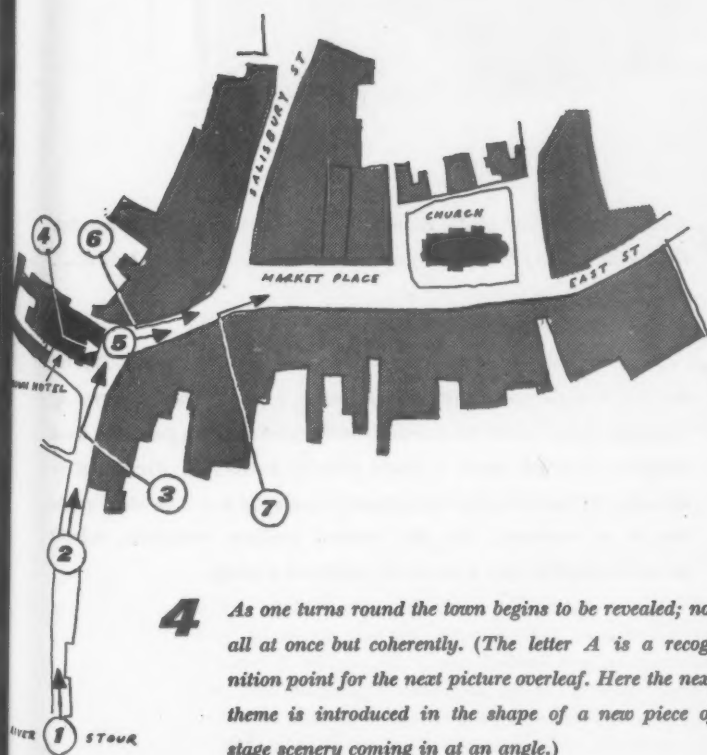 SALISBURY ST
4
6
CHURCH
MARKET PLACE
EAST ST
5
HOTEL
3
7
2
4 As one turns round the town begins to be revealed; no
all at once but coherently. (The letter A is a recog-
nition point for the next picture overleaf. Here the nex
theme is introduced in the shape of a new piece o
stage scenery coming in at an angle.)
1 STOUR